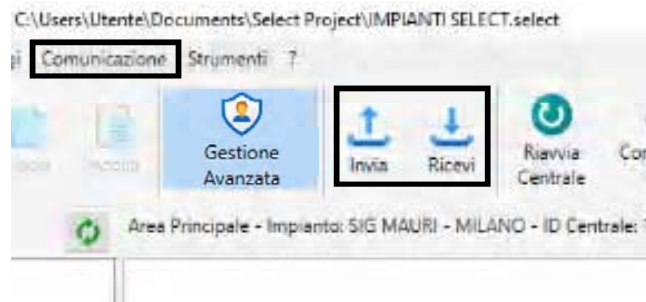 C:\Users\Utente\Documents\Select Project\IMPIANTI SELECT.select
Comunicazione Strumenti ?
Gestione Avanzata
Invia
Ricevi
Riavvia Centrale
Area Principale - Impianto: SIG MAURI - MILANO - ID Centrale: